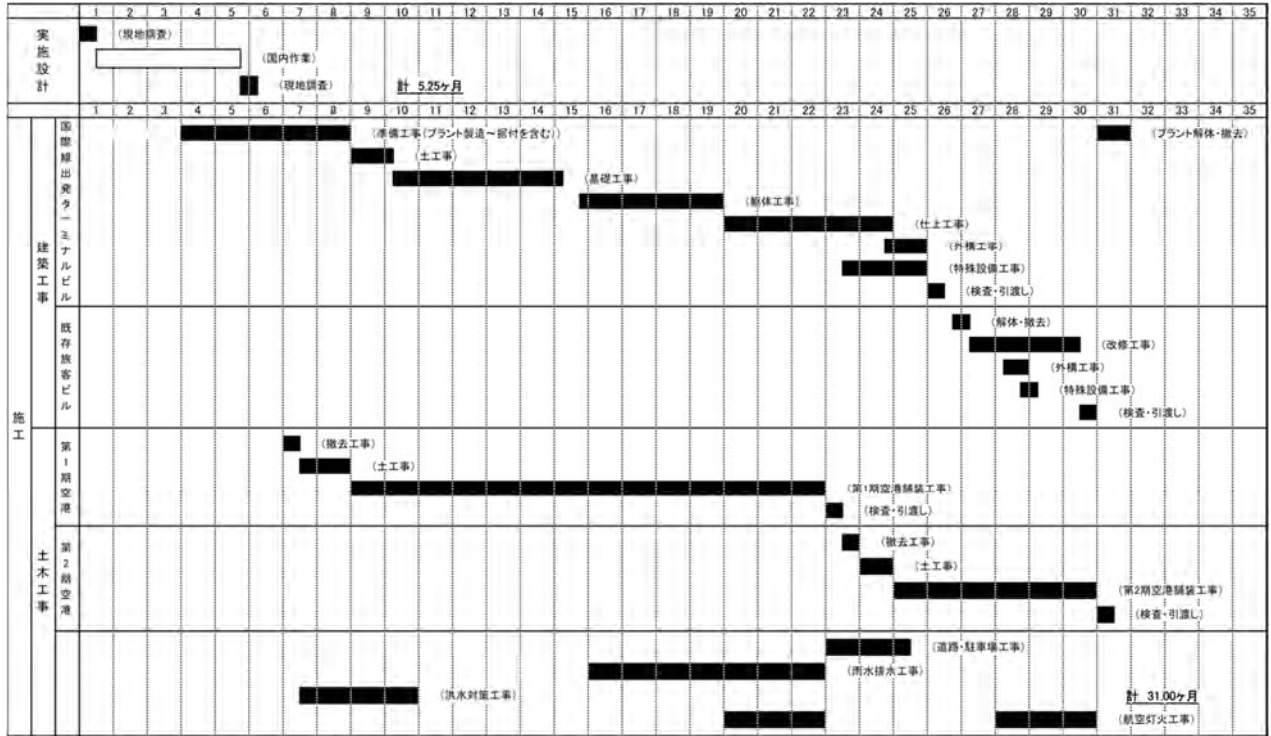 1 2 3 4 5 6 7 8 9 10 11 12 13 14 15 16 17 18 19 20 21 22 23 24 25 26 27 28 29 30 31 32 33 34 35
実施設計
(現地調査)
(国内作業)
(現地調査)
計 5.25ヶ月
1 2 3 4 5 6 7 8 9 10 11 12 13 14 15 16 17 18 19 20 21 22 23 24 25 26 27 28 29 30 31 32 33 34 35
施工
建築工事
国際線出発ターミナルビル
(準備工事(プラント製造～据付を含む))
(プラント解体・撤去)
(土工事)
(基礎工事)
(躯体工事)
(仕上工事)
(外構工事)
(特殊設備工事)
(検査・引渡し)
既存旅客ビル
(解体・撤去)
(改修工事)
(外構工事)
(特殊設備工事)
(検査・引渡し)
土木工事
第1期空港
(撤去工事)
(土工事)
(第1期空港舗装工事)
(検査・引渡し)
第2期空港
(撤去工事)
(土工事)
(第2期空港舗装工事)
(検査・引渡し)
(道路・駐車場工事)
(雨水排水工事)
(洪水対策工事)
計 31.00ヶ月
(航空灯火工事)